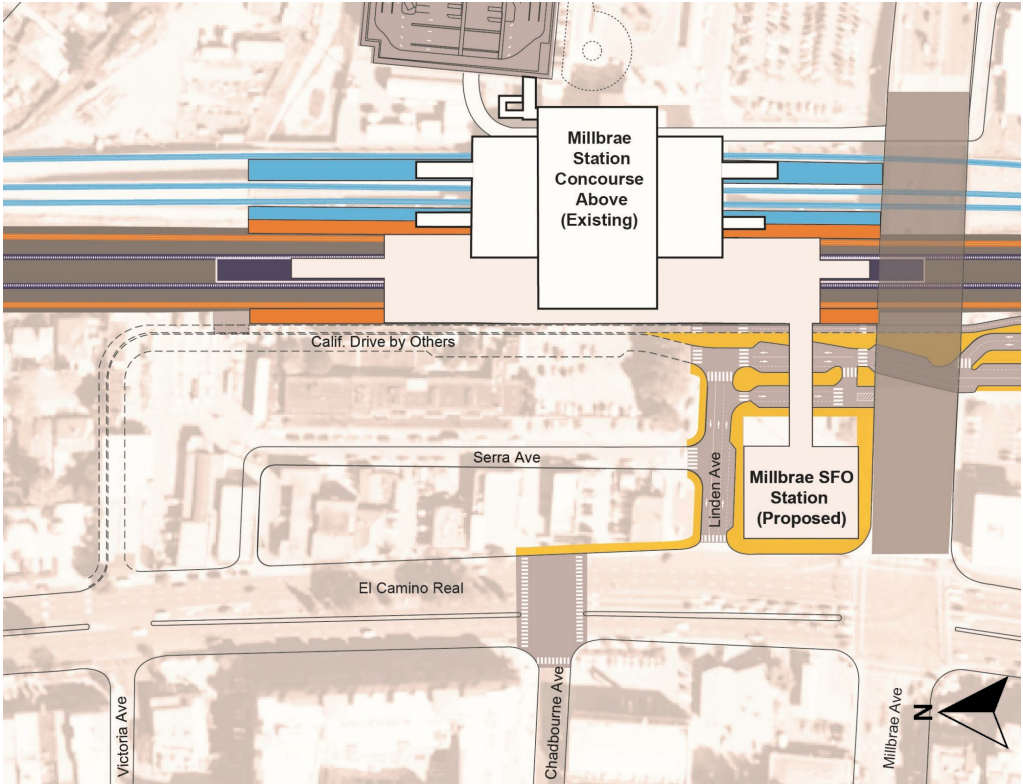 Millbrae
Station
Concourse
Above
(Existing)
Calif. Drive by Others
Serra Ave
Linden Ave
Millbrae SFO
Station
(Proposed)
El Camino Real
Victoria Ave
Chadbourne Ave
Millbrae Ave
N